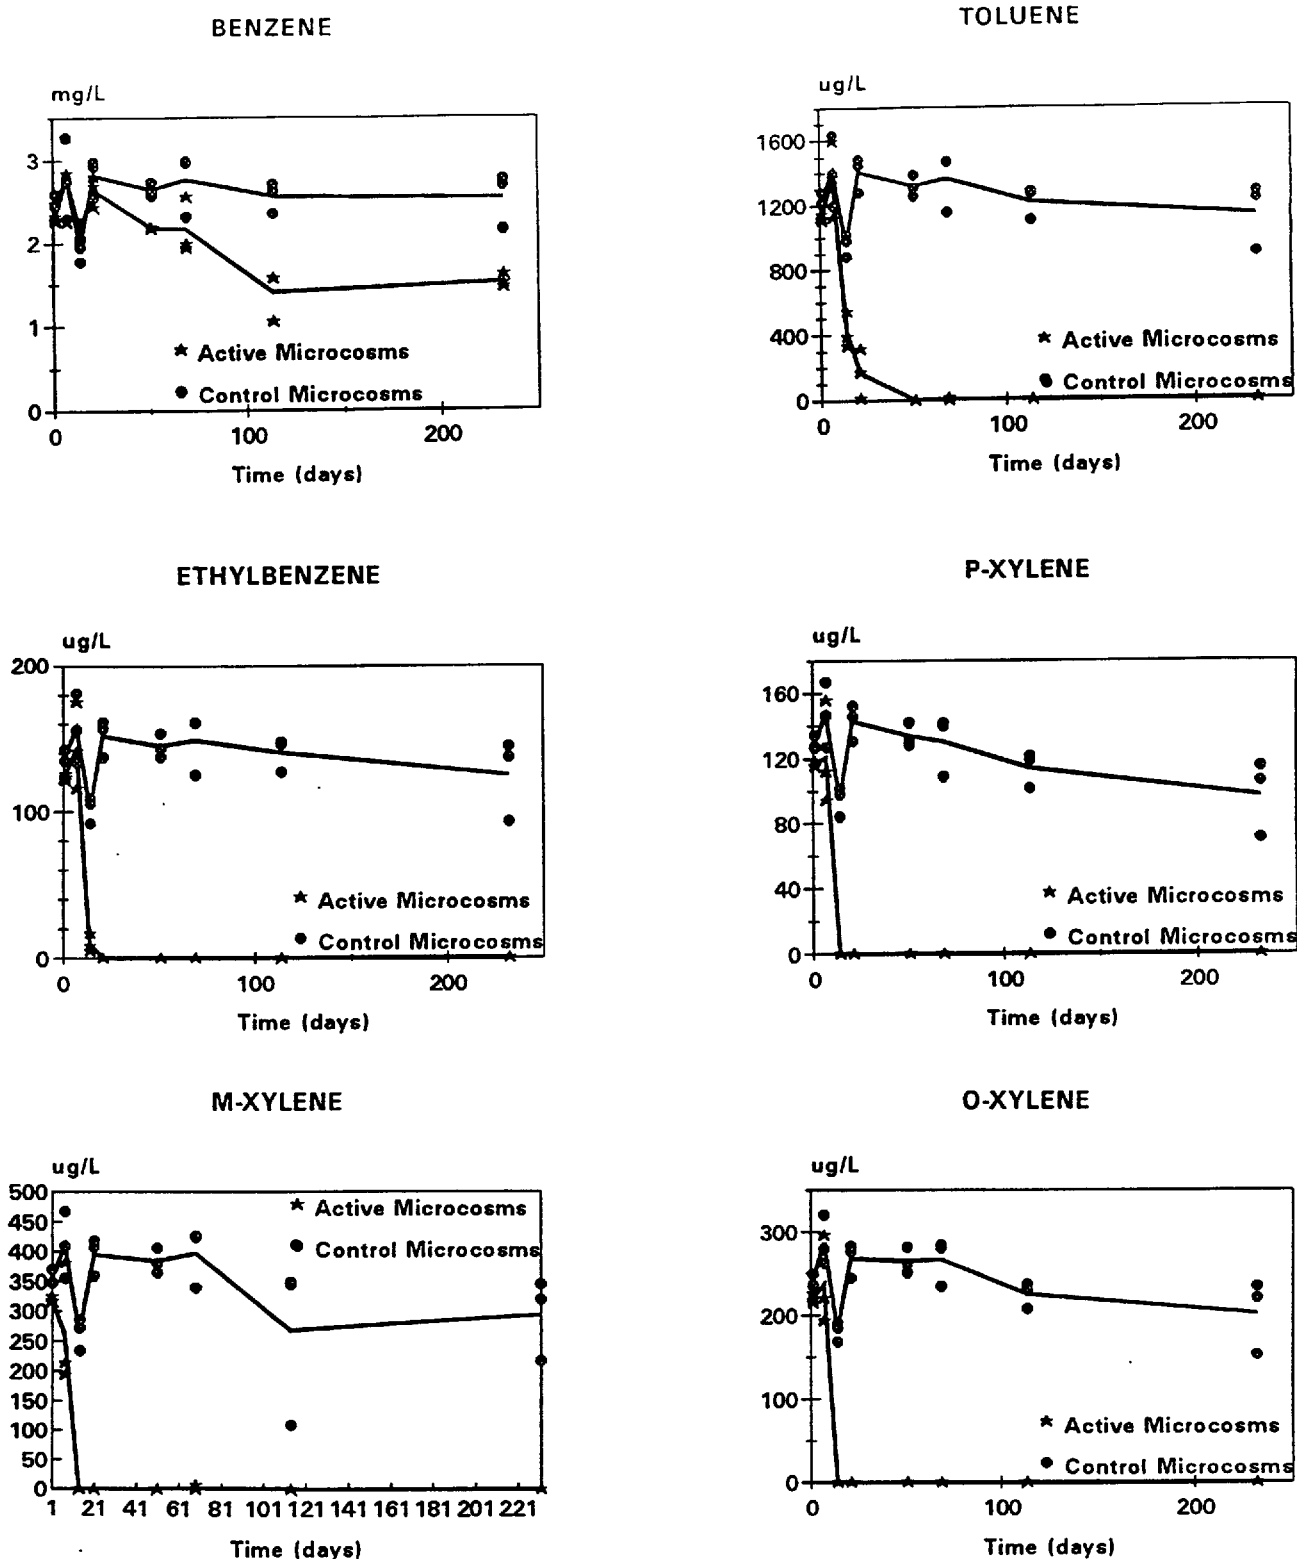 BENZENE
mg/L
3
2
1
0
0 100 200
★ Active Microcosms
● Control Microcosms
Time (days)
TOLUENE
ug/L
1600
1200
800
400
0
0 100 200
★ Active Microcosms
● Control Microcosms
Time (days)
ETHYLBENZENE
ug/L
200
100
0
0 100 200
★ Active Microcosms
● Control Microcosms
Time (days)
P-XYLENE
ug/L
160
120
80
40
0
0 100 200
★ Active Microcosms
● Control Microcosms
Time (days)
M-XYLENE
ug/L
500
450
400
350
300
250
200
150
100
50
0
1 21 41 61 81 101 121 141 161 181 201 221
★ Active Microcosms
● Control Microcosms
Time (days)
O-XYLENE
ug/L
300
200
100
0
0 100 200
★ Active Microcosms
● Control Microcosms
Time (days)